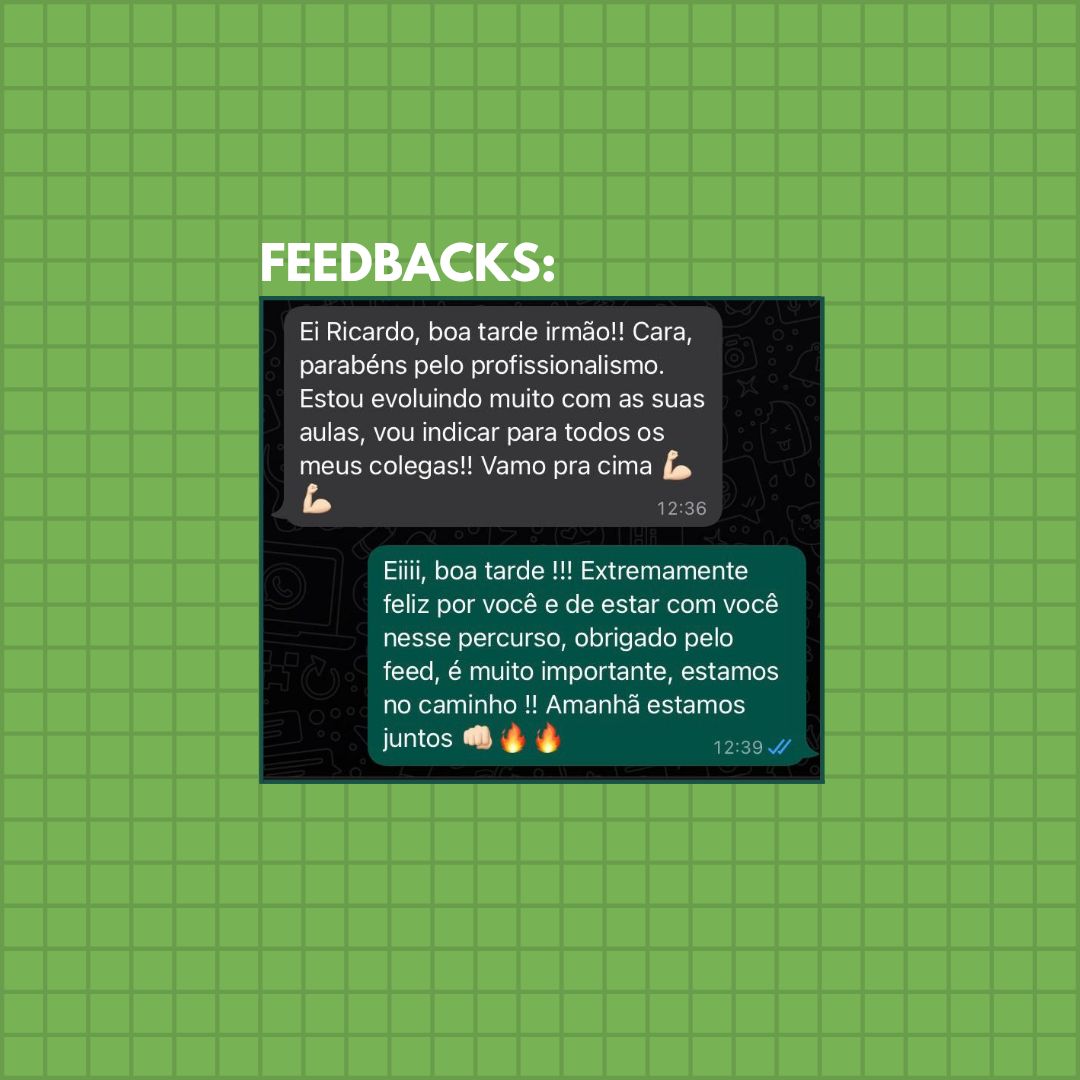 FEEDBACKS:
Ei Ricardo, boa tarde irmão!! Cara,
parabéns pelo profissionalismo.
Estou evoluindo muito com as suas
aulas, vou indicar para todos os
meus colegas!! Vamo pra cima 💪🏻
💪🏻
12:36
Eiiii, boa tarde !!! Extremamente
feliz por você e de estar com você
nesse percurso, obrigado pelo
feed, é muito importante, estamos
no caminho !! Amanhã estamos
juntos 👊🏻🔥🔥
12:39